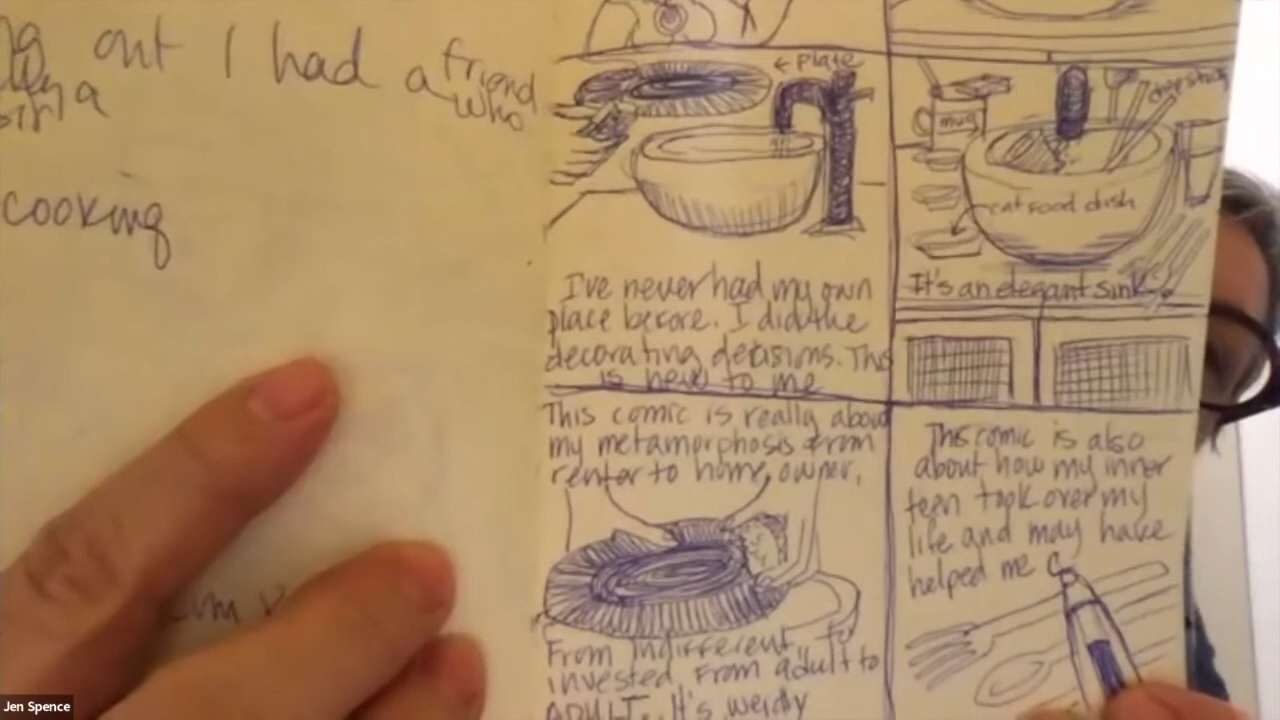 out I had a friend
who
a
cooking
← plate
I've never had my own
place before. I did the
decorating decisions. This
is new to me
mug
chopsticks
cat food dish
It's an elegant sink
This comic is really about
my metamorphosis from
renter to home owner,
From indifferent to
invested. From adult to
ADULT. It's weirdly
This comic is also
about how my inner
teen took over my
life and may have
helped me
Jen Spence